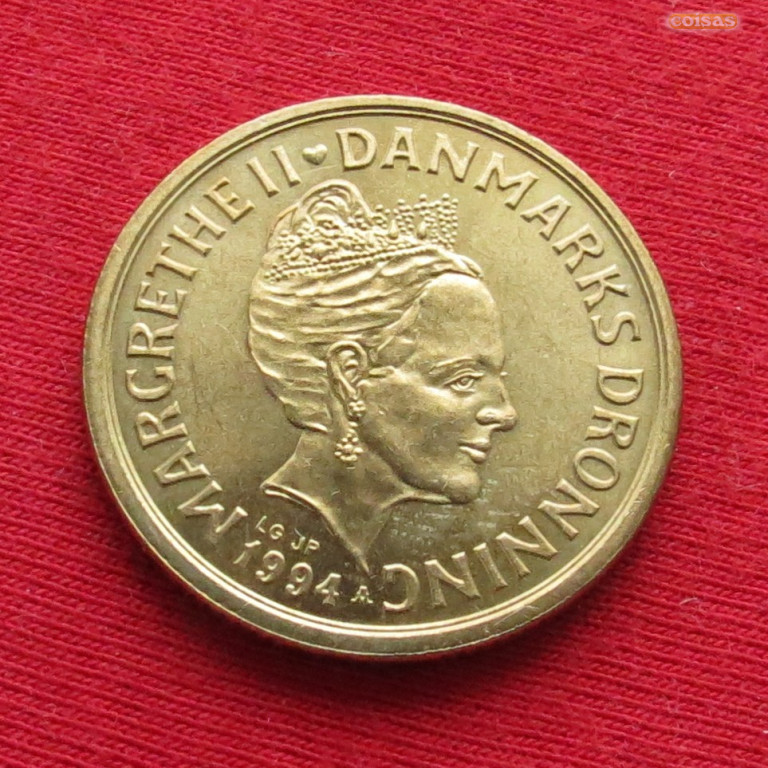 coisas
MARGRETHE II ♥ DANMARKS DRONNING
LG JP
1994 A